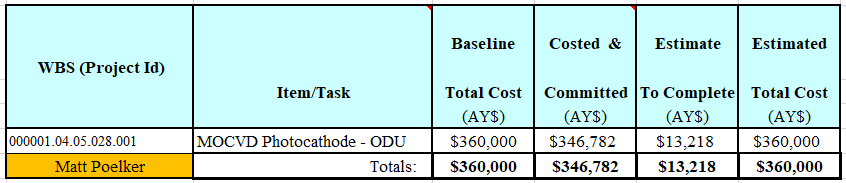 WBS (Project Id) Item/Task Baseline Total Cost (AY$) Costed & Committed (AY$) Estimate To Complete (AY$) Estimated Total Cost (AY$)
000001.04.05.028.001 MOCVD Photocathode - ODU $360,000 $346,782 $13,218 $360,000
Matt Poelker Totals: $360,000 $346,782 $13,218 $360,000